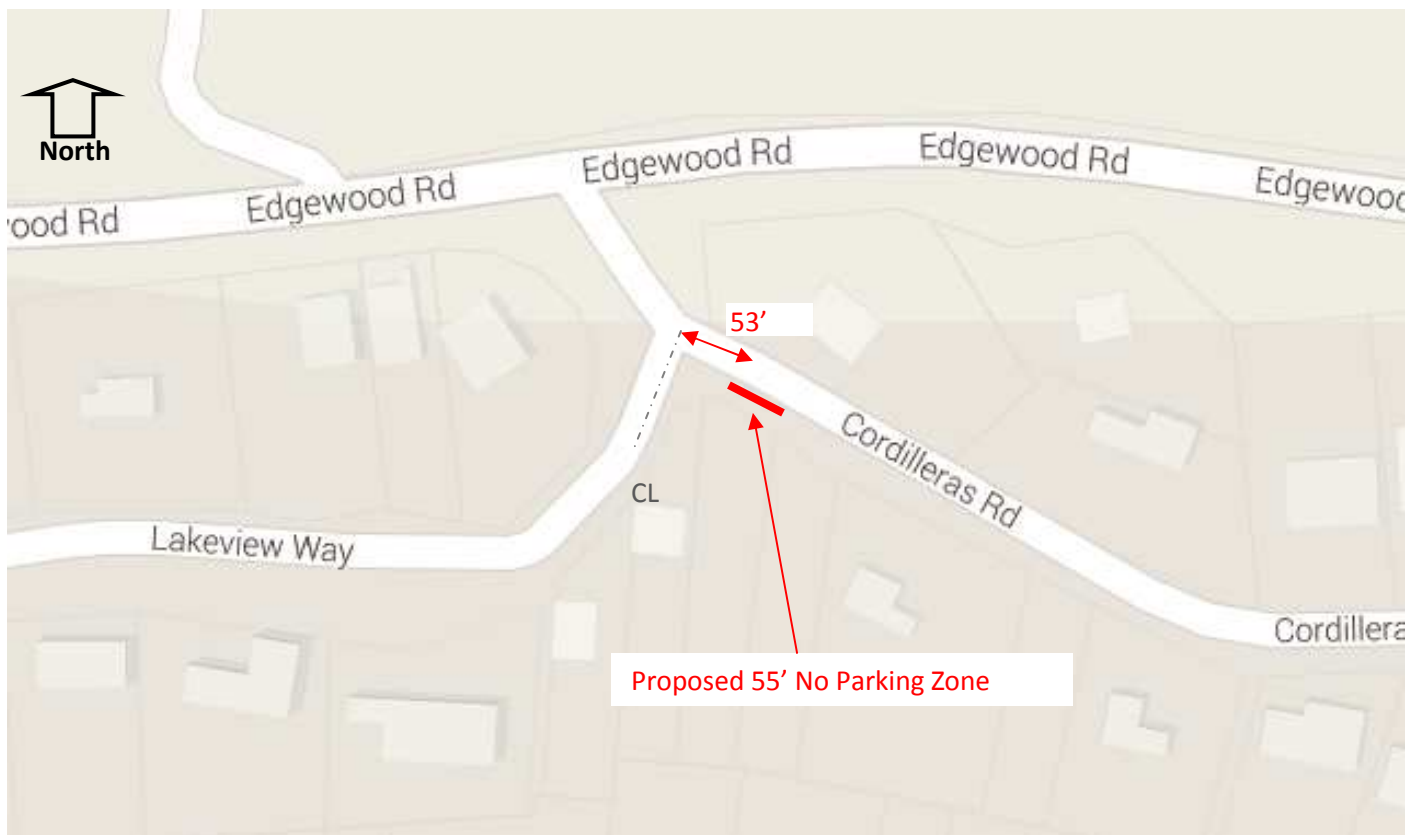 North
Edgewood Rd
Edgewood Rd
Edgewood
ood Rd
Edgewood Rd
53’
Cordilleras Rd
CL
Lakeview Way
Cordillera
Proposed 55’ No Parking Zone